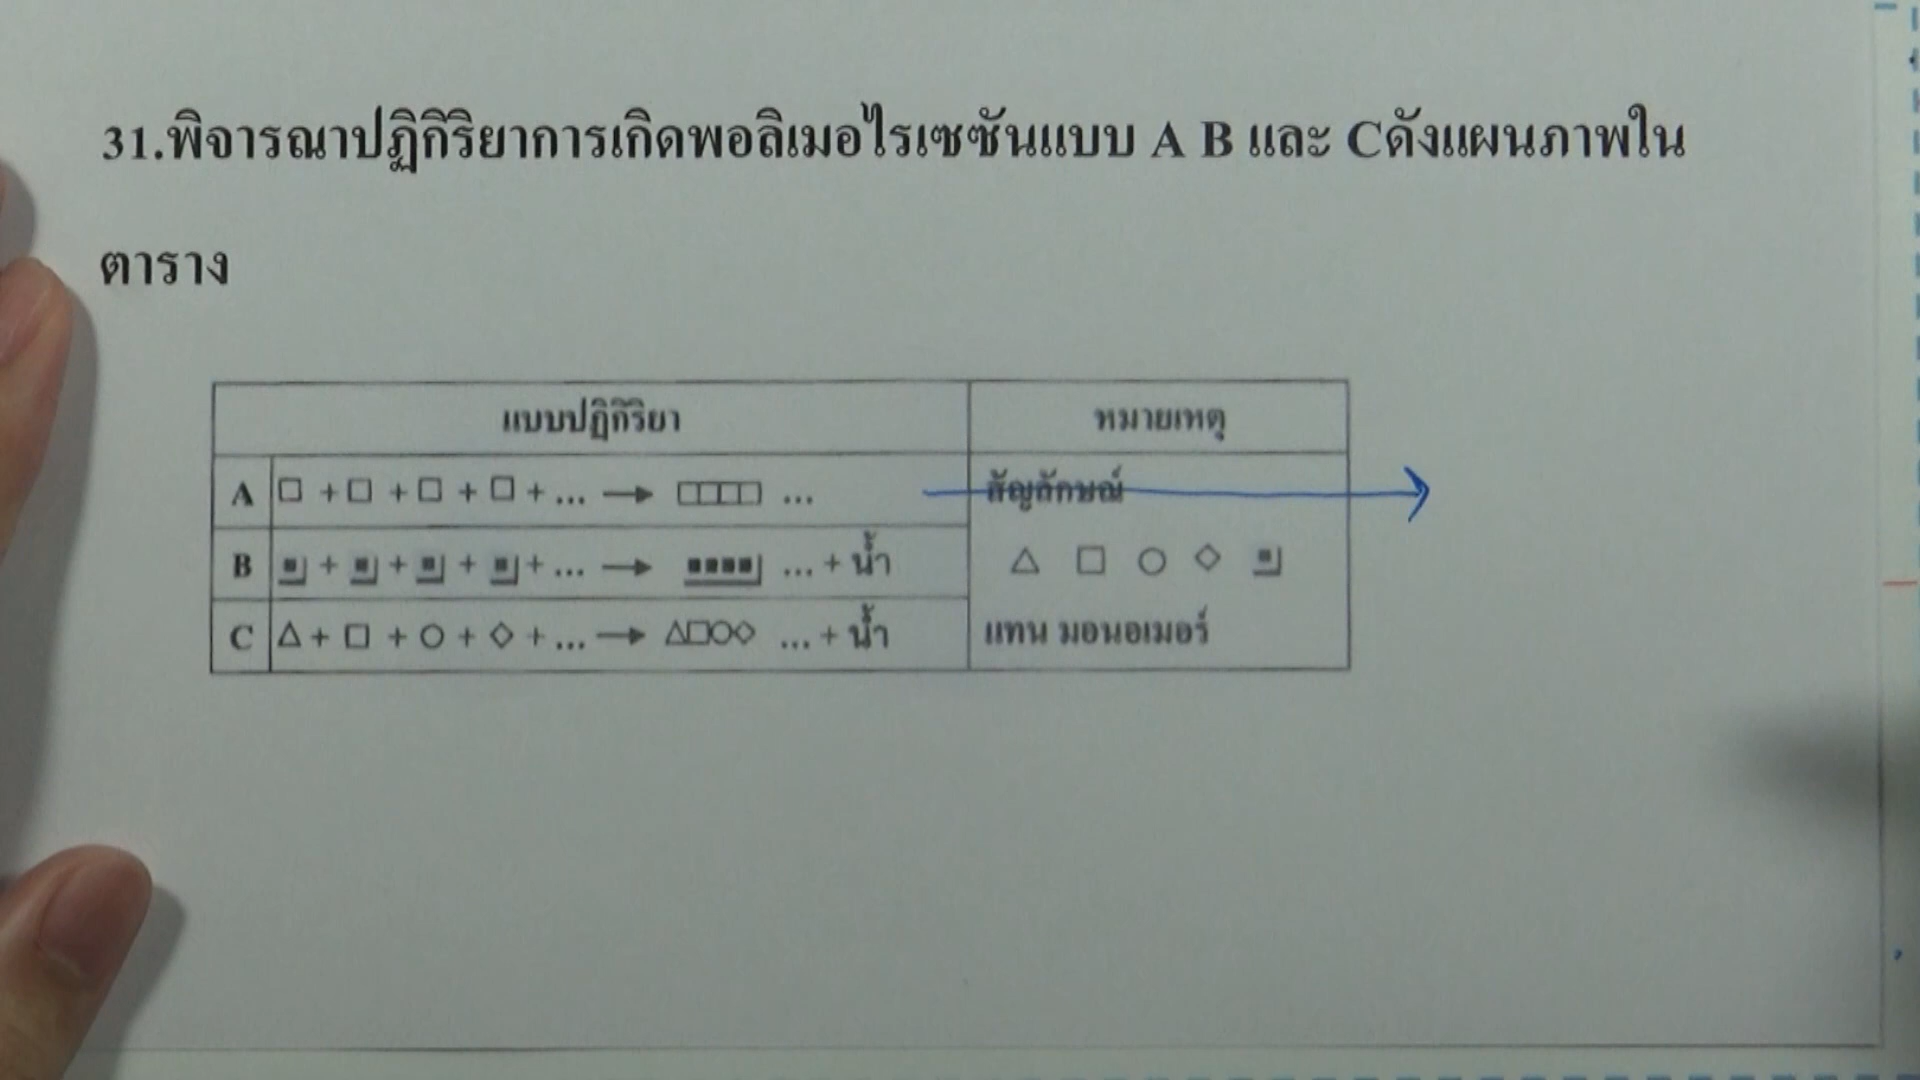 31.พิจารณาปฏิกิริยาการเกิดพอลิเมอไรเซซันแบบ A B และ Cดังแผนภาพใน
ตาราง
แบบปฏิกิริยา หมายเหตุ
A □ + □ + □ + □ + ... → □□□□ ... สัญลักษณ์
B ▣ + ▣ + ▣ + ▣ + ... → ▣▣▣▣ ... + น้ำ △ □ ○ ◇ ▣
C △ + □ + ○ + ◇ + ... → △□○◇ ... + น้ำ แทน มอนอเมอร์